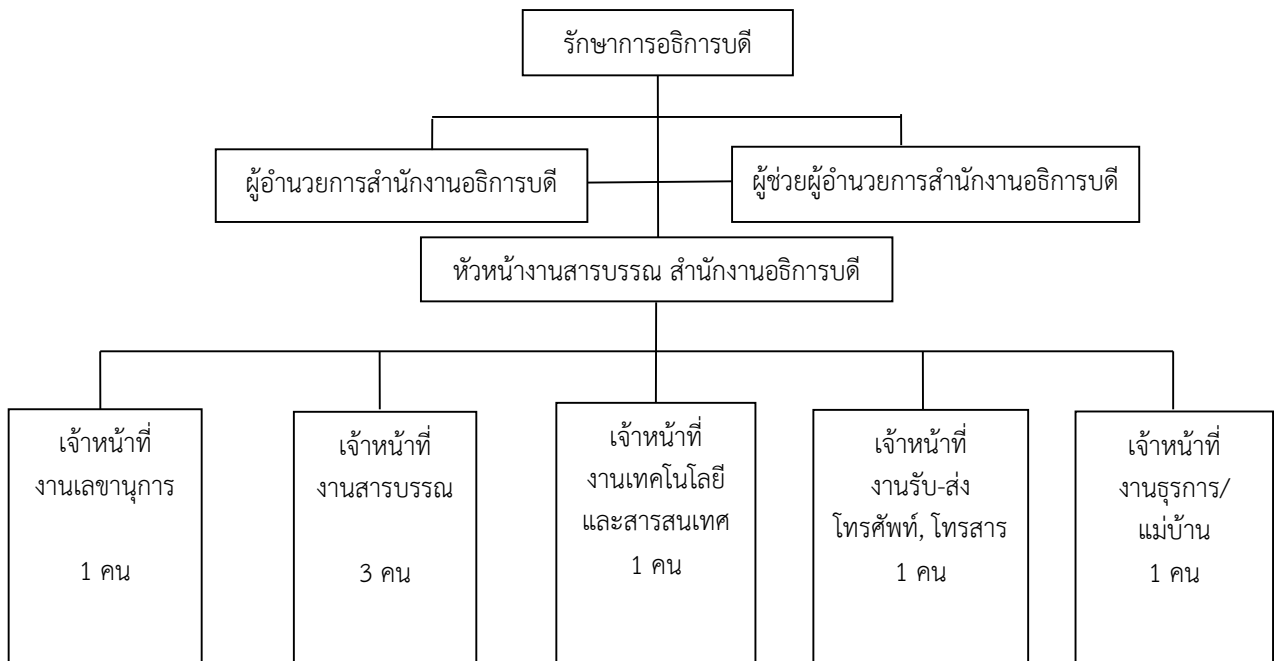 รักษาการอธิการบดี
ผู้อำนวยการสำนักงานอธิการบดี
ผู้ช่วยผู้อำนวยการสำนักงานอธิการบดี
หัวหน้างานสารบรรณ สำนักงานอธิการบดี
เจ้าหน้าที่
งานเลขานุการ
1 คน
เจ้าหน้าที่
งานสารบรรณ
3 คน
เจ้าหน้าที่
งานเทคโนโลยี
และสารสนเทศ
1 คน
เจ้าหน้าที่
งานรับ-ส่ง
โทรศัพท์, โทรสาร
1 คน
เจ้าหน้าที่
งานธุรการ/
แม่บ้าน
1 คน